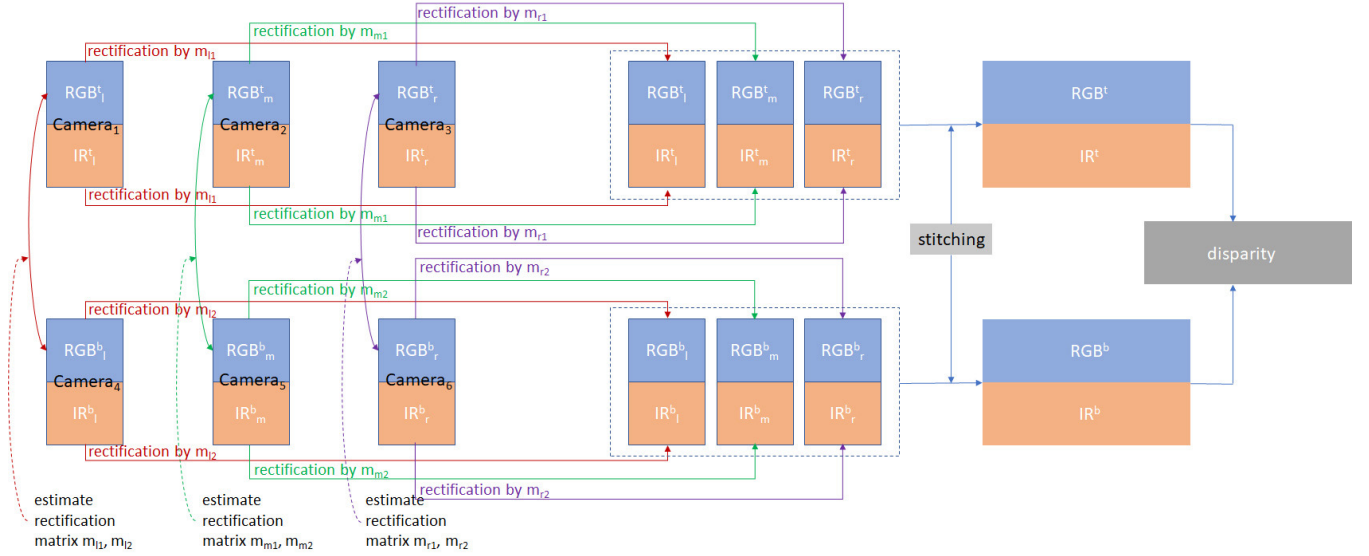 rectification by m_r1
rectification by m_m1
rectification by m_l1
RGB^t_l
Camera_1
IR^t_l
RGB^t_m
Camera_2
IR^t_m
RGB^t_r
Camera_3
IR^t_r
RGB^t_l
IR^t_l
RGB^t_m
IR^t_m
RGB^t_r
IR^t_r
RGB^t
IR^t
rectification by m_l1
rectification by m_m1
rectification by m_r1
stitching
disparity
rectification by m_r2
rectification by m_m2
rectification by m_l2
RGB^b_l
Camera_4
IR^b_l
RGB^b_m
Camera_5
IR^b_m
RGB^b_r
Camera_6
IR^b_r
RGB^b_l
IR^b_l
RGB^b_m
IR^b_m
RGB^b_r
IR^b_r
RGB^b
IR^b
rectification by m_l2
rectification by m_m2
rectification by m_r2
estimate
rectification
matrix m_l1, m_l2
estimate
rectification
matrix m_m1, m_m2
estimate
rectification
matrix m_r1, m_r2